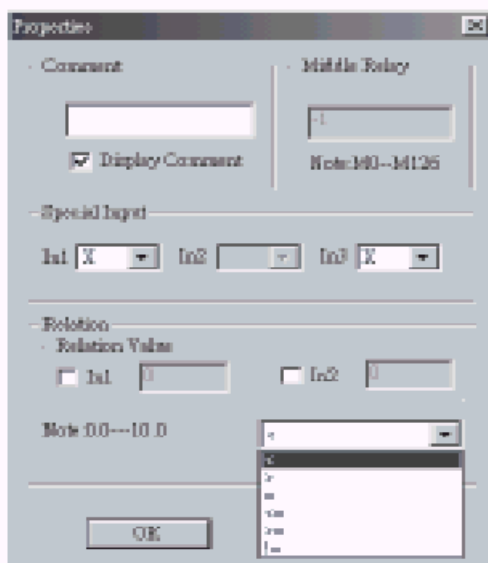 Properties
Comment
Middle Relay
-1
Display Comment
Note:M0--M126
Special Input
In1 X In2 In3 X
Relation
Relation Value
In1 0 In2 0
Note:0.0---10.0
<
<
>
=
<=
>=
!=
OK